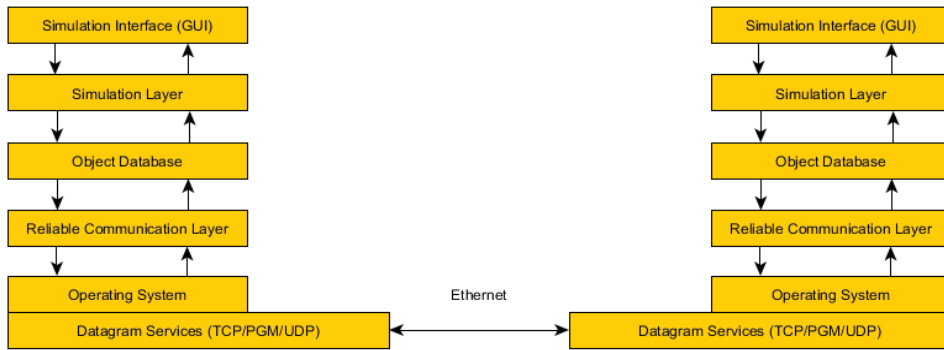 Simulation Interface (GUI)
Simulation Layer
Object Database
Reliable Communication Layer
Operating System
Datagram Services (TCP/PGM/UDP)
Ethernet
Simulation Interface (GUI)
Simulation Layer
Object Database
Reliable Communication Layer
Operating System
Datagram Services (TCP/PGM/UDP)